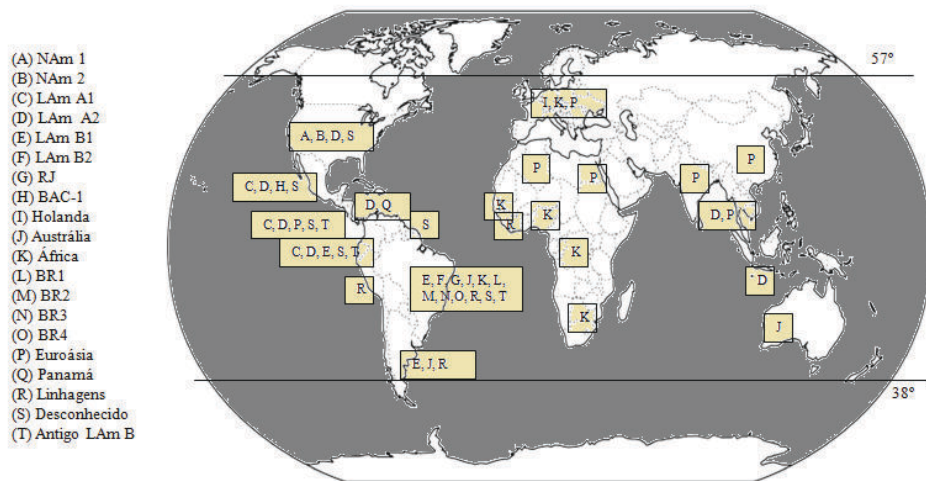 (A) NAm 1
(B) NAm 2
(C) LAm A1
(D) LAm A2
(E) LAm B1
(F) LAm B2
(G) RJ
(H) BAC-1
(I) Holanda
(J) Austrália
(K) África
(L) BR1
(M) BR2
(N) BR3
(O) BR4
(P) Euroásia
(Q) Panamá
(R) Linhagens
(S) Desconhecido
(T) Antigo LAm B
57°
I, K, P
A, B, D, S
P
P
P
P
C, D, H, S
D, Q
K
K
D, P
C, D, P, S, T
S
R
C, D, E, S, T
K
R
E, F, G, J, K, L,
M, N, O, R, S, T
D
K
J
E, J, R
38°